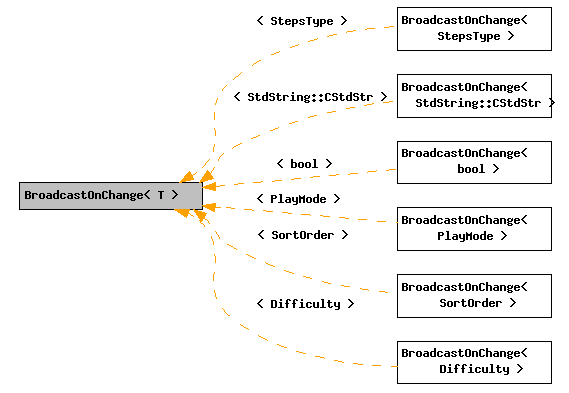 < StepsType >
BroadcastOnChange<
StepsType >
< StdString::CStdStr >
BroadcastOnChange<
StdString::CStdStr >
< bool >
BroadcastOnChange<
bool >
BroadcastOnChange< T >
< PlayMode >
BroadcastOnChange<
PlayMode >
< SortOrder >
BroadcastOnChange<
SortOrder >
< Difficulty >
BroadcastOnChange<
Difficulty >